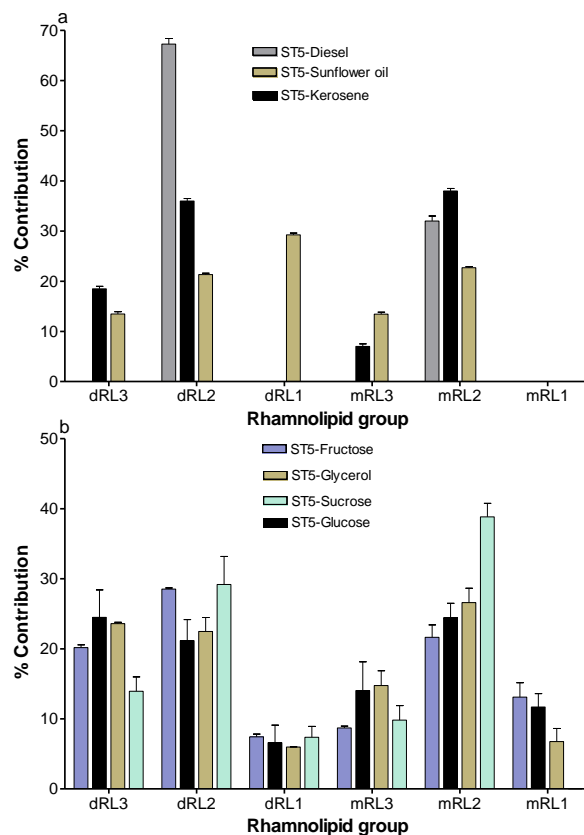 a
70
60
50
40
30
20
10
0
% Contribution
ST5-Diesel
ST5-Sunflower oil
ST5-Kerosene
dRL3 dRL2 dRL1 mRL3 mRL2 mRL1
Rhamnolipid group
b
50
40
30
20
10
0
% Contribution
ST5-Fructose
ST5-Glycerol
ST5-Sucrose
ST5-Glucose
dRL3 dRL2 dRL1 mRL3 mRL2 mRL1
Rhamnolipid group